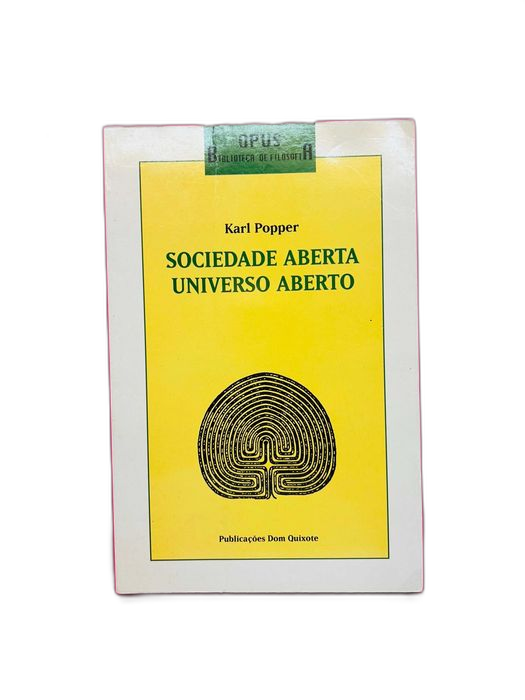 OPUS
BIBLIOTECA DE FILOSOFIA
Karl Popper
SOCIEDADE ABERTA
UNIVERSO ABERTO
Publicações Dom Quixote